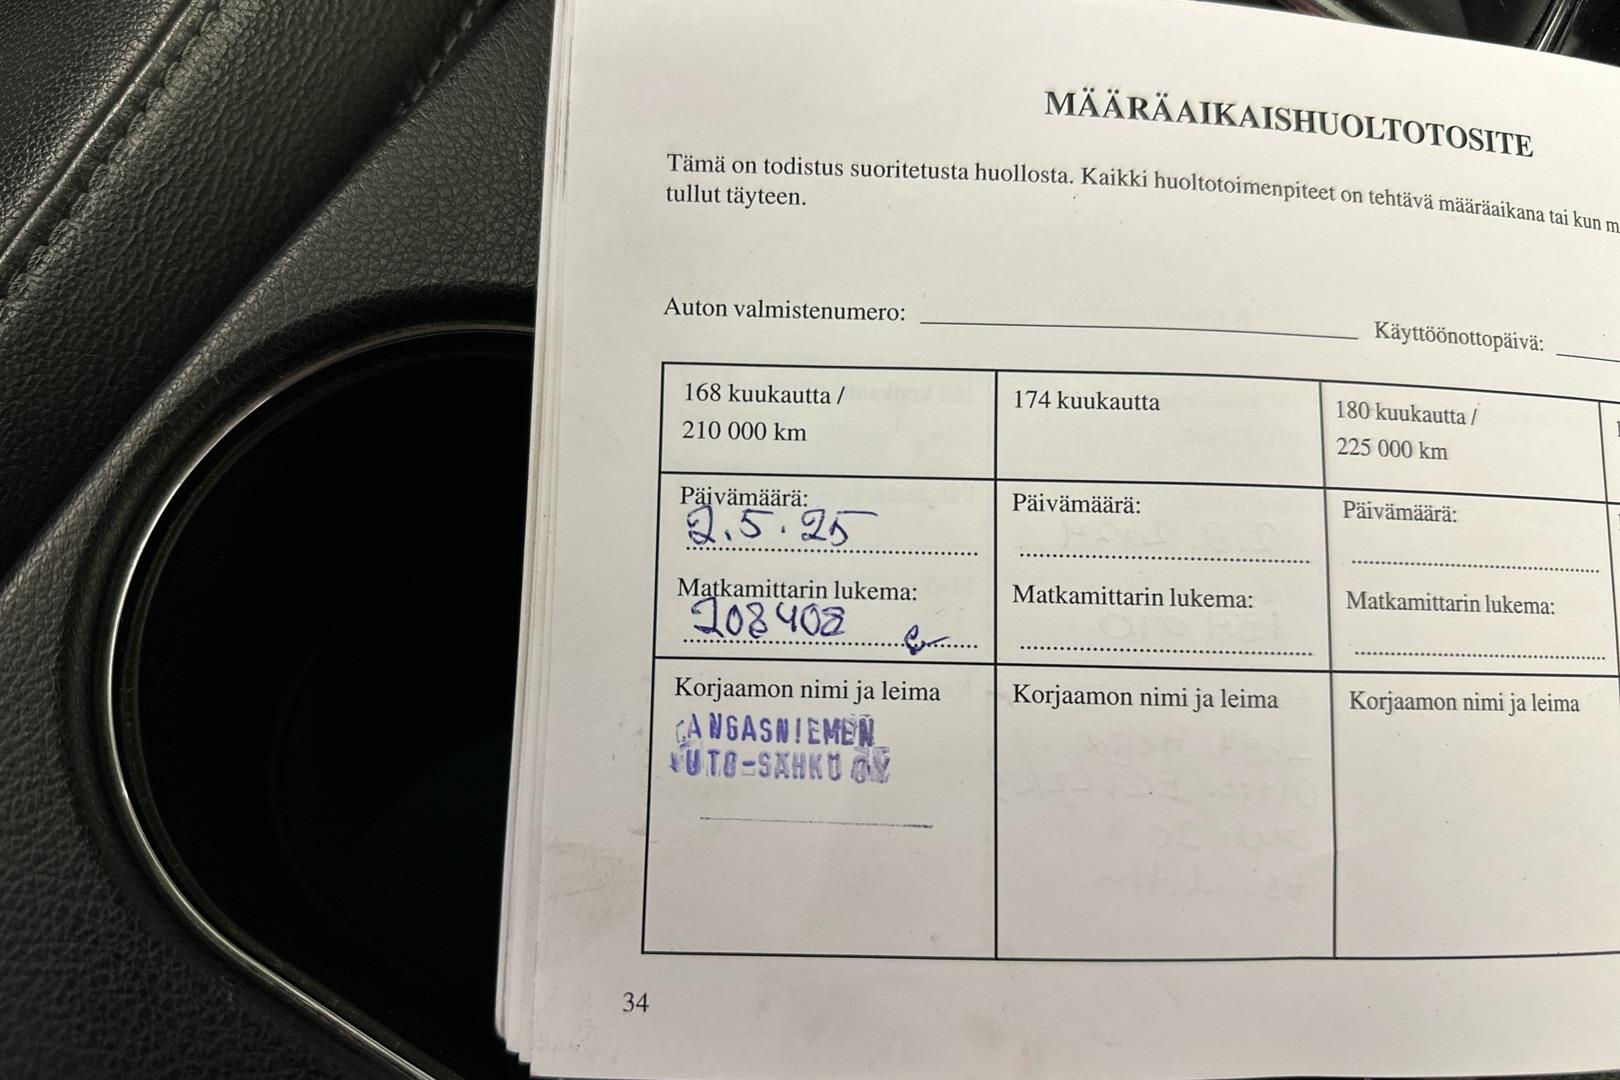 MÄÄRÄAIKAISHUOLTOTOSITE
Tämä on todistus suoritetusta huollosta. Kaikki huoltotoimenpiteet on tehtävä määräaikana tai kun m
tullut täyteen.
Auton valmistenumero:
Käyttöönottopäivä:
168 kuukautta /
210 000 km
174 kuukautta
180 kuukautta /
225 000 km
Päivämäärä:
2.5.25
Päivämäärä:
Päivämäärä:
Matkamittarin lukema:
208408
Matkamittarin lukema:
Matkamittarin lukema:
Korjaamon nimi ja leima
ANGASNIEMEN
UTO-SÄHKÖ OY
Korjaamon nimi ja leima
Korjaamon nimi ja leima
34